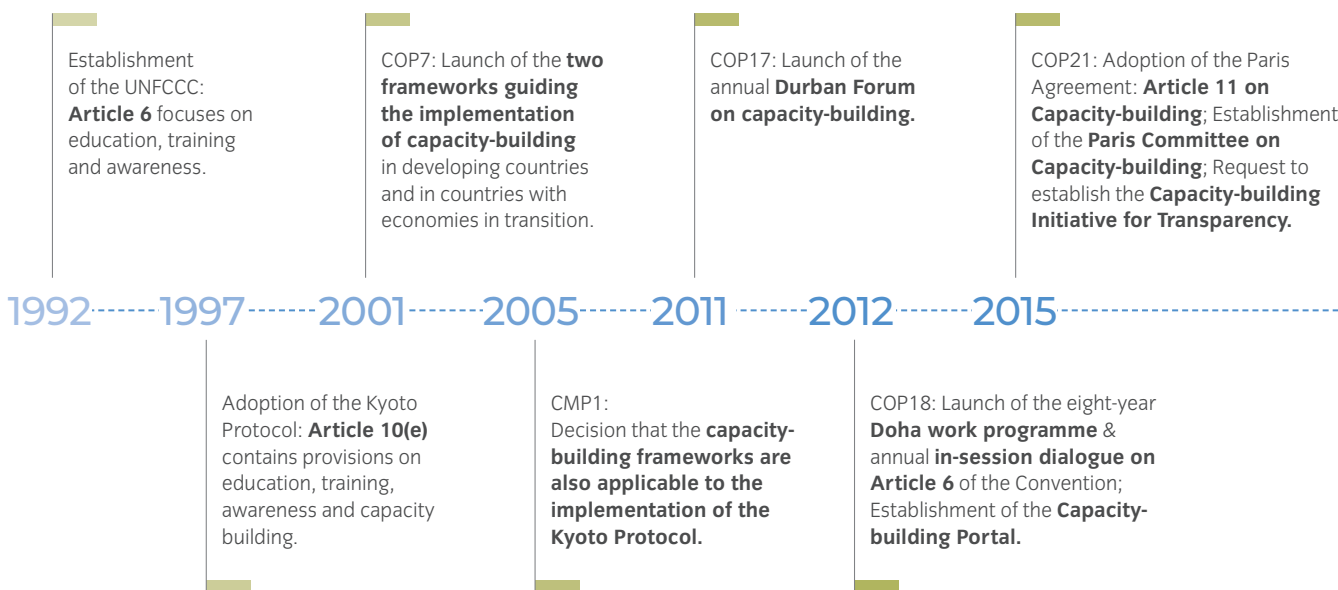 Establishment
of the UNFCCC:
Article 6 focuses on
education, training
and awareness.
COP7: Launch of the two
frameworks guiding
the implementation
of capacity-building
in developing countries
and in countries with
economies in transition.
COP17: Launch of the
annual Durban Forum
on capacity-building.
COP21: Adoption of the Paris
Agreement: Article 11 on
Capacity-building; Establishment
of the Paris Committee on
Capacity-building; Request to
establish the Capacity-building
Initiative for Transparency.
1992 1997 2001 2005 2011 2012 2015
Adoption of the Kyoto
Protocol: Article 10(e)
contains provisions on
education, training,
awareness and capacity
building.
CMP1:
Decision that the capacity-
building frameworks are
also applicable to the
implementation of the
Kyoto Protocol.
COP18: Launch of the eight-year
Doha work programme &
annual in-session dialogue on
Article 6 of the Convention;
Establishment of the Capacity-
building Portal.